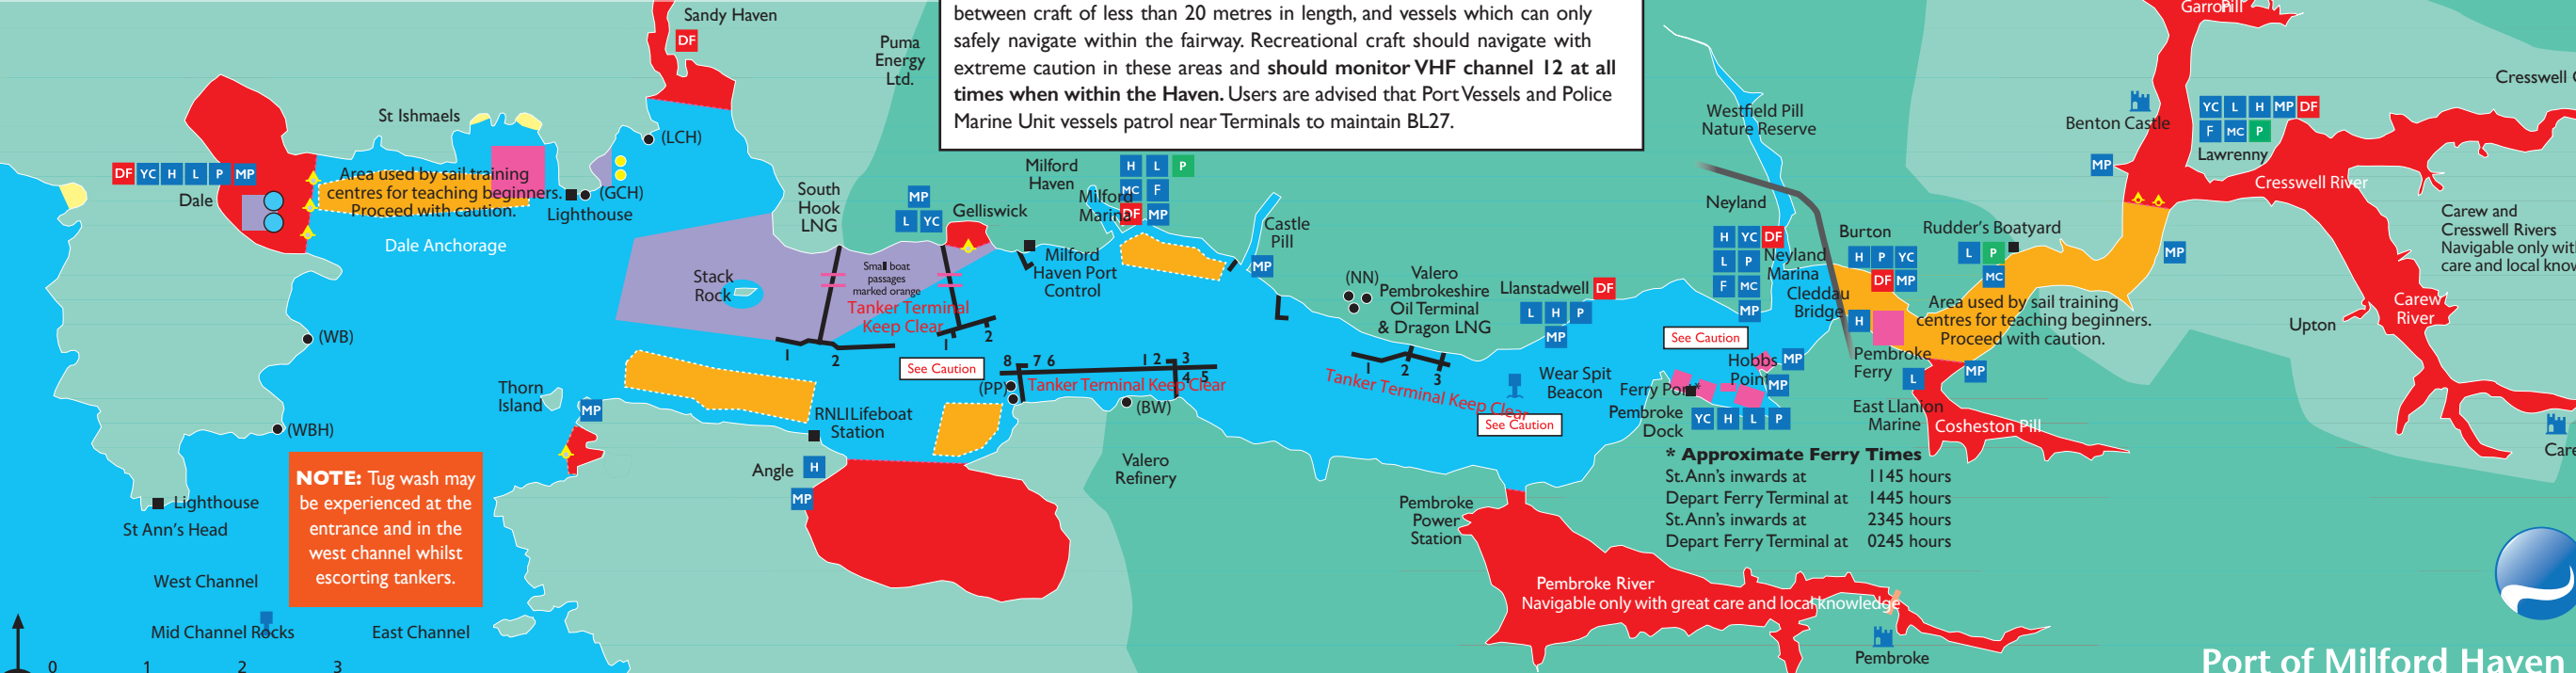 between craft of less than 20 metres in length, and vessels which can only
safely navigate within the fairway. Recreational craft should navigate with
extreme caution in these areas and should monitor VHF channel 12 at all
times when within the Haven. Users are advised that Port Vessels and Police
Marine Unit vessels patrol near Terminals to maintain BL27.
Sandy Haven
DF
Puma
Energy
Ltd.
St Ishmaels
(LCH)
DF YC H L P MP
Dale
Area used by sail training
centres for teaching beginners.
Proceed with caution.
(GCH)
Lighthouse
Dale Anchorage
South
Hook
LNG
MP
L YC
Gelliswick
Milford
Haven
H L P
MC F
DF MP
Milford
Marina
Castle
Pill
MP
Milford
Haven Port
Control
Stack
Rock
Small boat
passages
marked orange
Tanker Terminal
Keep Clear
1 2
1 2
See Caution
8 7 6
1 2 3
4 5
(PP)
Tanker Terminal Keep Clear
(BW)
(WB)
(WBH)
Thorn
Island
MP
RNLI Lifeboat
Station
Angle
H
MP
Valero
Refinery
NOTE: Tug wash may
be experienced at the
entrance and in the
west channel whilst
escorting tankers.
Lighthouse
St Ann's Head
West Channel
Mid Channel Rocks
East Channel
0 1 2 3
(NN)
Valero
Pembrokeshire
Oil Terminal
& Dragon LNG
1 2 3
Tanker Terminal Keep Clear
Llanstadwell DF
L H P
MP
Wear Spit
Beacon
See Caution
See Caution
Westfield Pill
Nature Reserve
Neyland
H YC DF
L P
F MC
MP
Neyland
Marina
Cleddau
Bridge
Hobbs
Point
MP
MP
Ferry Port*
Pembroke
Dock
YC H L P
Burton
H P YC
DF MP
H
Pembroke
Ferry
L
MP
East Llanion
Marine
Cosheston Pill
Rudder's Boatyard
L P
MC
Area used by sail training
centres for teaching beginners.
Proceed with caution.
* Approximate Ferry Times
St. Ann's inwards at 1145 hours
Depart Ferry Terminal at 1445 hours
St. Ann's inwards at 2345 hours
Depart Ferry Terminal at 0245 hours
Pembroke
Power
Station
Pembroke River
Navigable only with great care and local knowledge
Pembroke
Benton Castle
MP
MP
YC L H MP DF
F MC P
Lawrenny
Cresswell River
Cresswell
Carew and
Cresswell Rivers
Navigable only
care and local
Carew
River
Upton
Port of Milford Haven